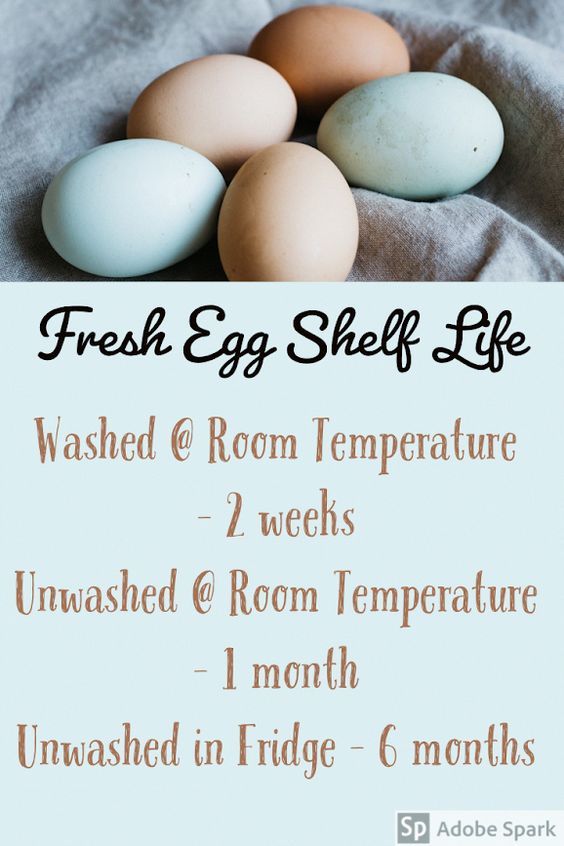 Fresh Egg Shelf Life
Washed @ Room Temperature
- 2 weeks
Unwashed @ Room Temperature
- 1 month
Unwashed in Fridge - 6 months
Sp Adobe Spark